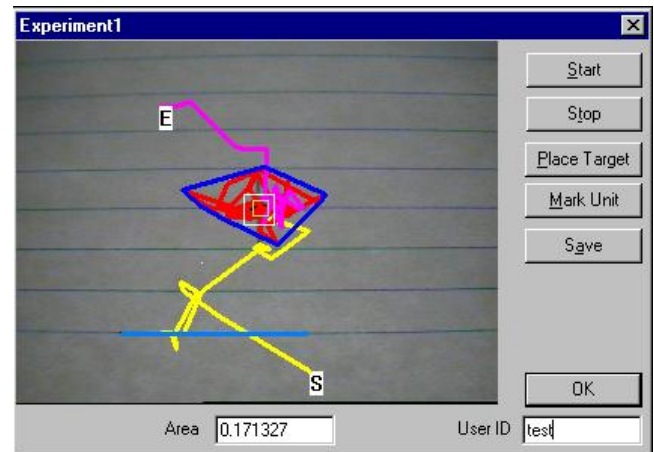 Experiment1
Start
E
Stop
Place Target
Mark Unit
Save
S
OK
Area 0.171327 User ID test